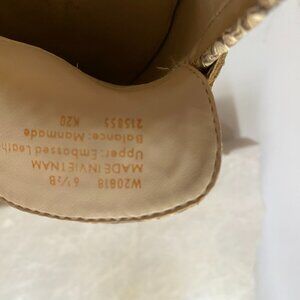 W20818 6½B
MADE IN VIETNAM
Upper: Embossed Leath
Balance: Manmade
215855 K20